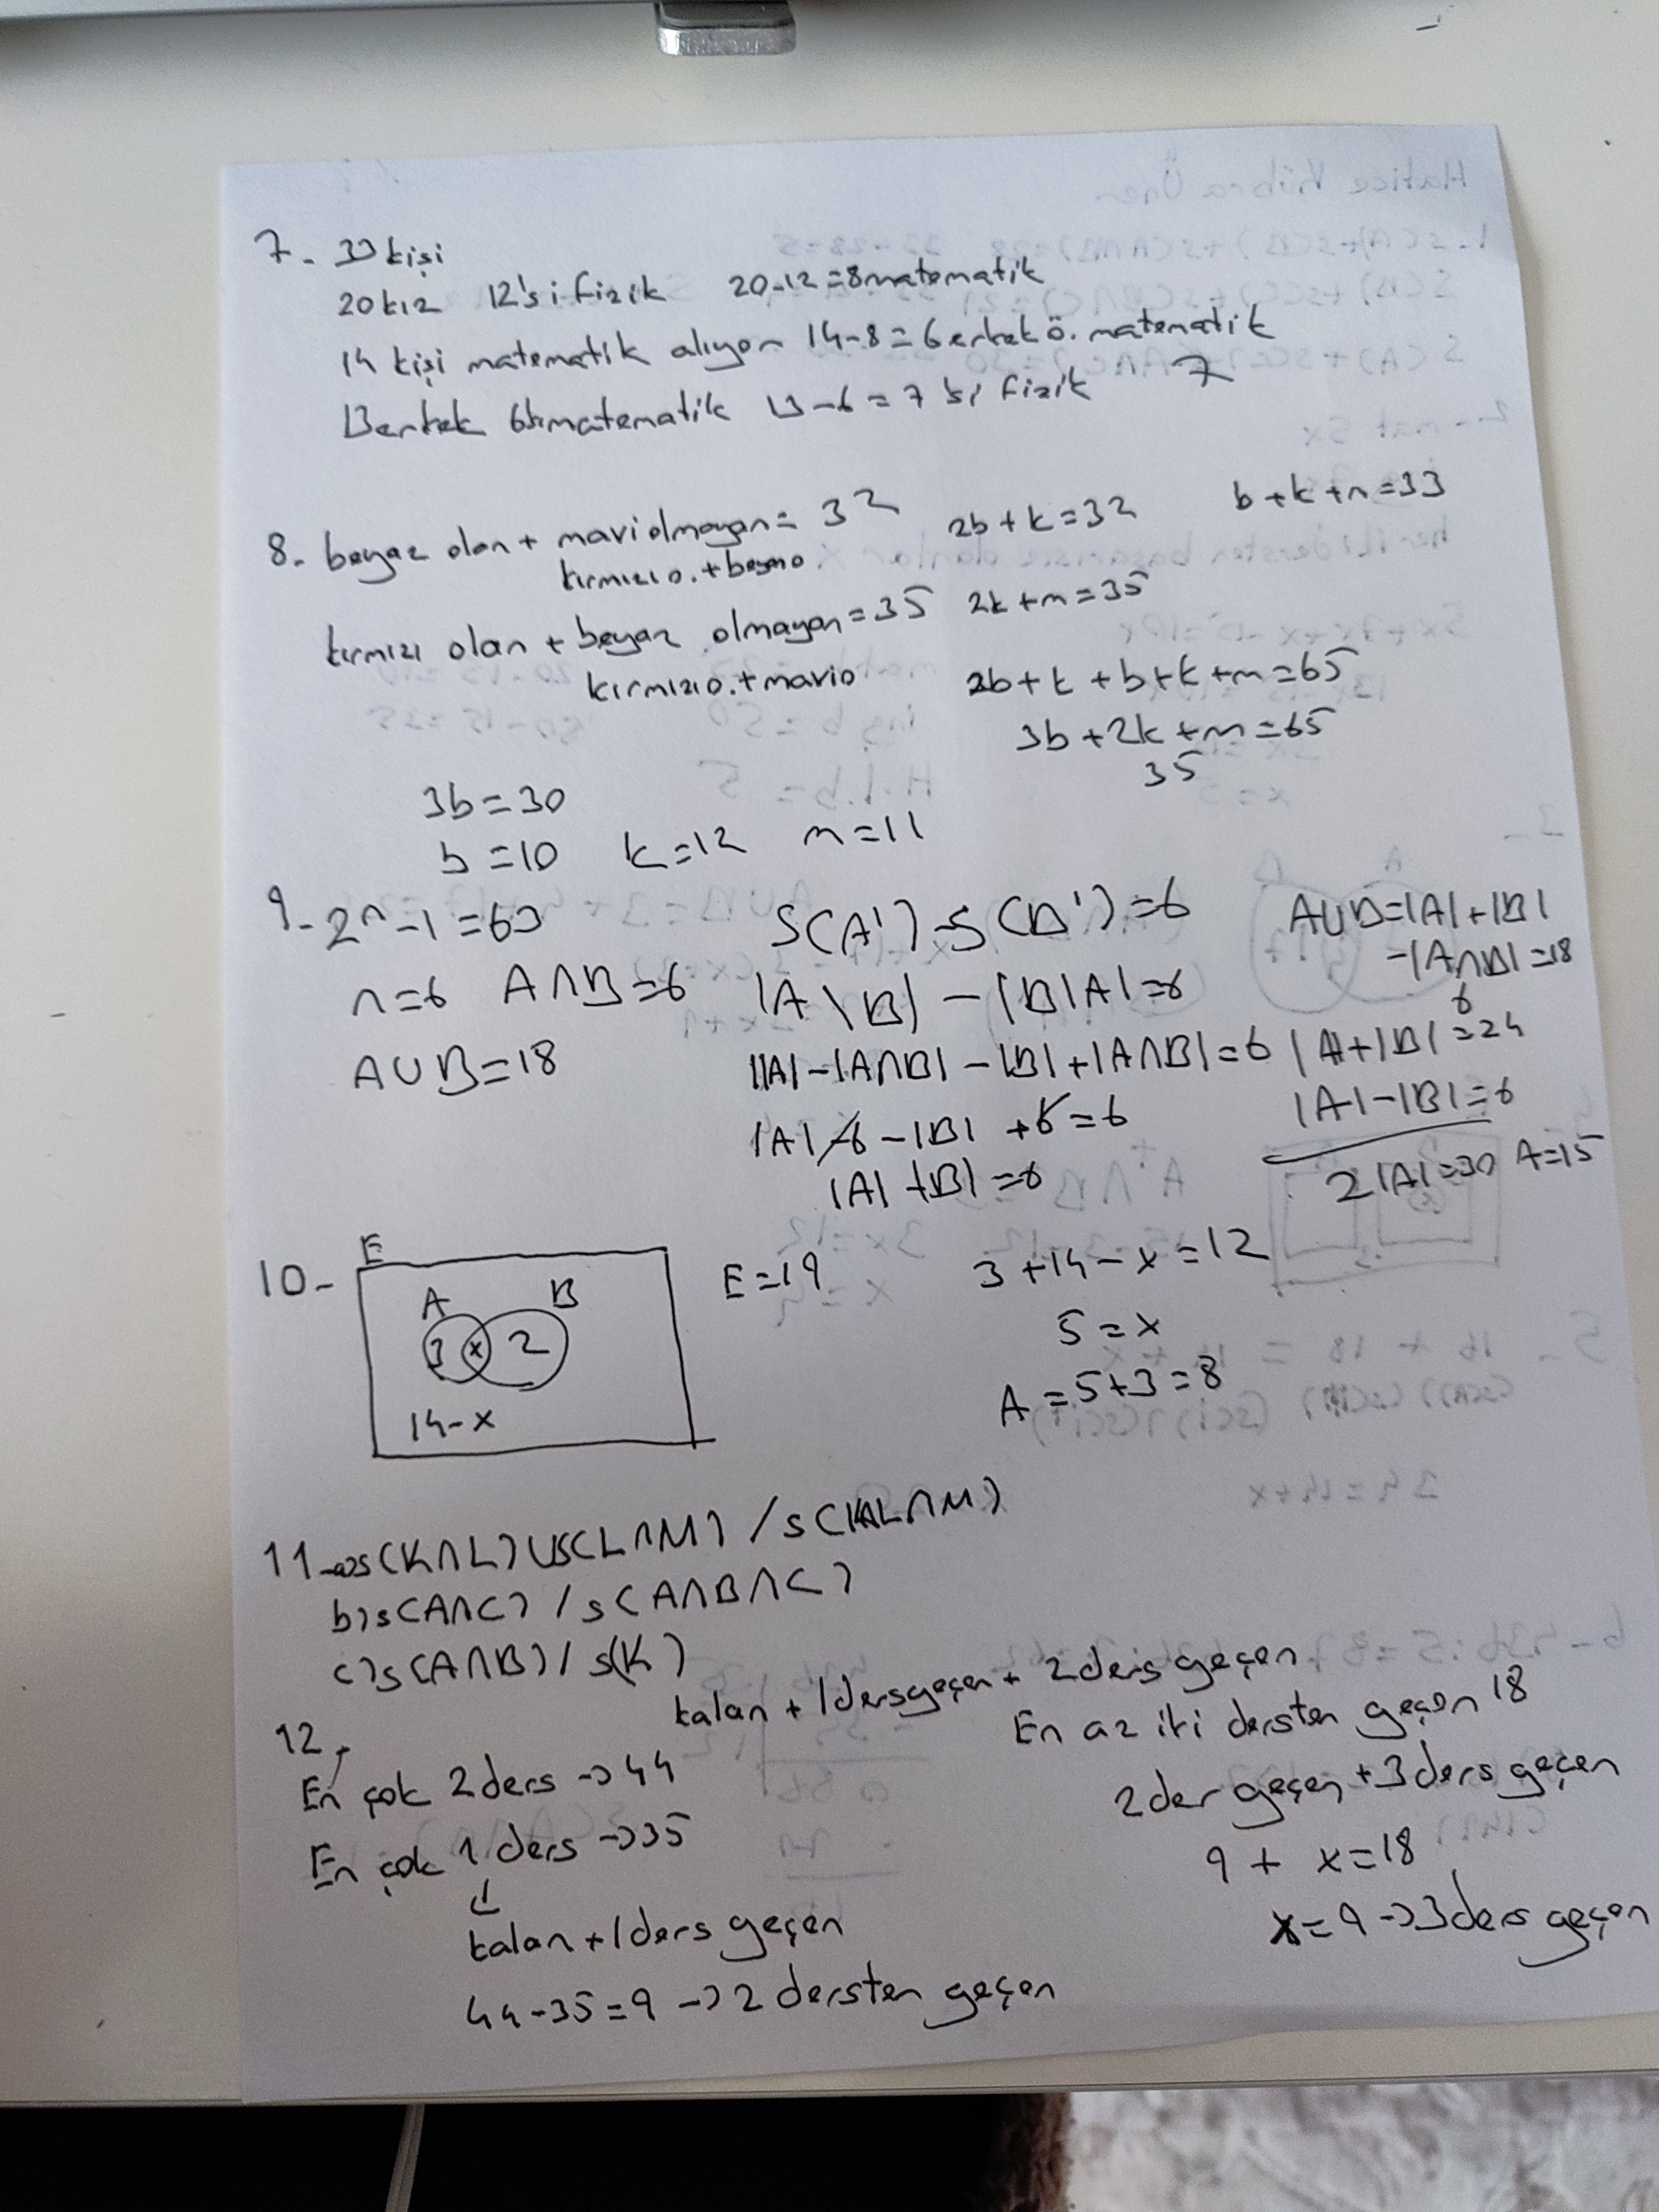 7- 33 kişi
20 kız 12'si fizik 20-12=8 matematik
14 kişi matematik alıyor 14-8=6 erkek ö. matematik
13 erkek 6sı matematik 13-6=7 si fizik 7
8- beyaz olan + mavi olmayan = 32 2b+k=32 b+k+m=33
kırmızı o. + beyaz o
kırmızı olan + beyaz olmayan = 35 2k+m=35
kırmızı o. + mavi o 2b+k+b+k+m=65
3b+2k+m=65
35
3b=30
b=10 k=12 m=11
9- 2n-1=63 S(A')-S(B')=6 AUB=|A|+|B|
-|A∩B|=18
6
n=6 A∩B=6 |A\B|-|B\A|=6
AUB=18 ||A|-|A∩B|-|B|+|A∩B|=6 |A|+|B|=24
|A|-6-|B|+6=6 |A|-|B|=6
|A|+|B|=6 2|A|=30 A=15
10- E E=19 3+14-x=12
A B 5=x
3 x 2 A=5+3=8
14-x
11-a)s(K∩L)Us(L∩M) / s(K∩L∩M)
b)s(A∩C) / s(A∩B∩C)
c)s(A∩B) / s(K)
kalan + 1 ders geçen + 2 ders geçen
12-
En az iki dersten geçen 18
En çok 2 ders → 44
2 der geçen + 3 ders geçen
En çok 1 ders → 35
9 + x=18
kalan + 1 ders geçen
x=9 → 3 ders geçen
44-35=9 → 2 dersten geçen